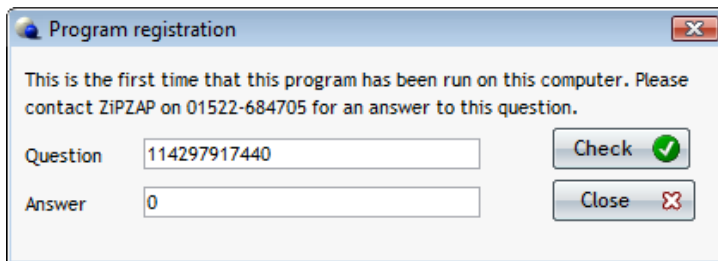 Program registration
This is the first time that this program has been run on this computer. Please
contact ZiPZAP on 01522-684705 for an answer to this question.
Question 114297917440 Check
Answer 0 Close